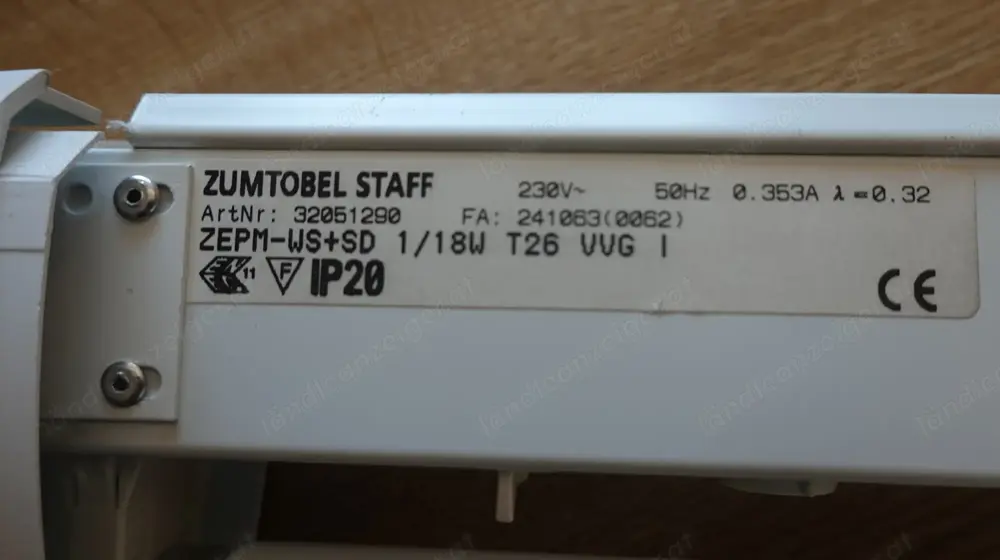 ZUMTOBEL STAFF 230V~ 50Hz 0.353A λ=0.32
ArtNr: 32051290 FA: 241063(0062)
ZEPM-WS+SD 1/18W T26 VVG I
11 F IP20 CE